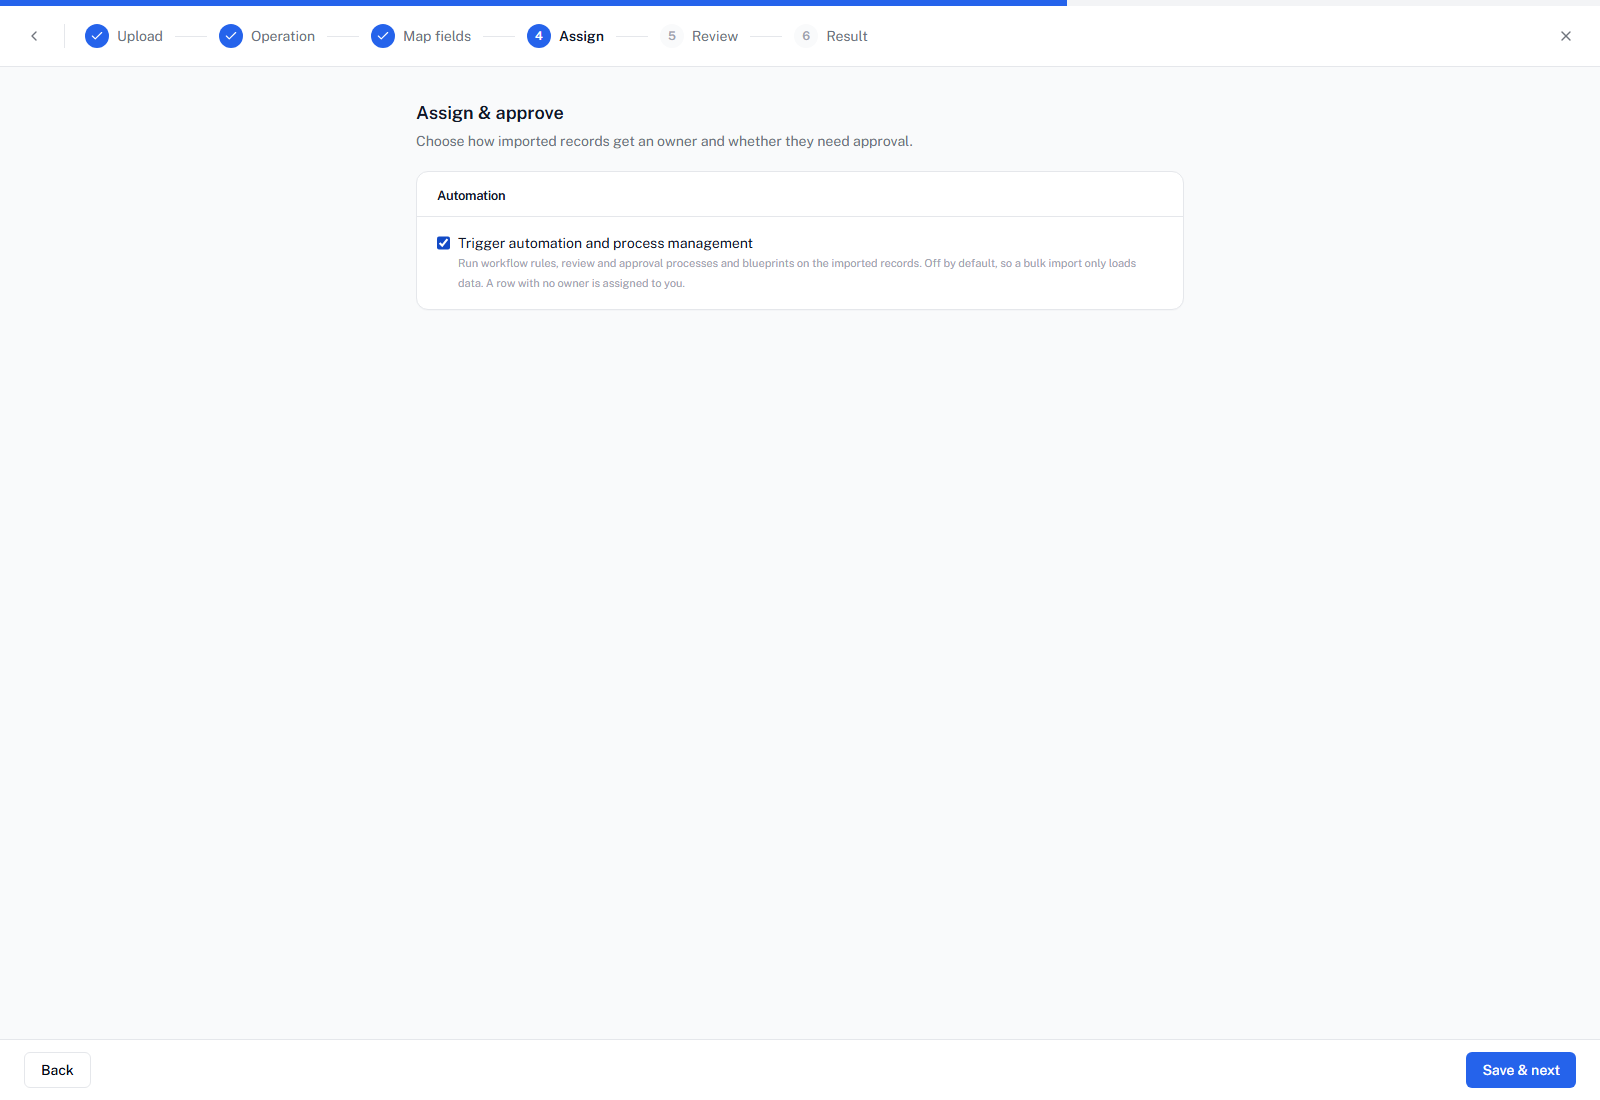 Upload
Operation
Map fields
4 Assign
5 Review
6 Result
Assign & approve
Choose how imported records get an owner and whether they need approval.
Automation
Trigger automation and process management
Run workflow rules, review and approval processes and blueprints on the imported records. Off by default, so a bulk import only loads
data. A row with no owner is assigned to you.
Back
Save & next